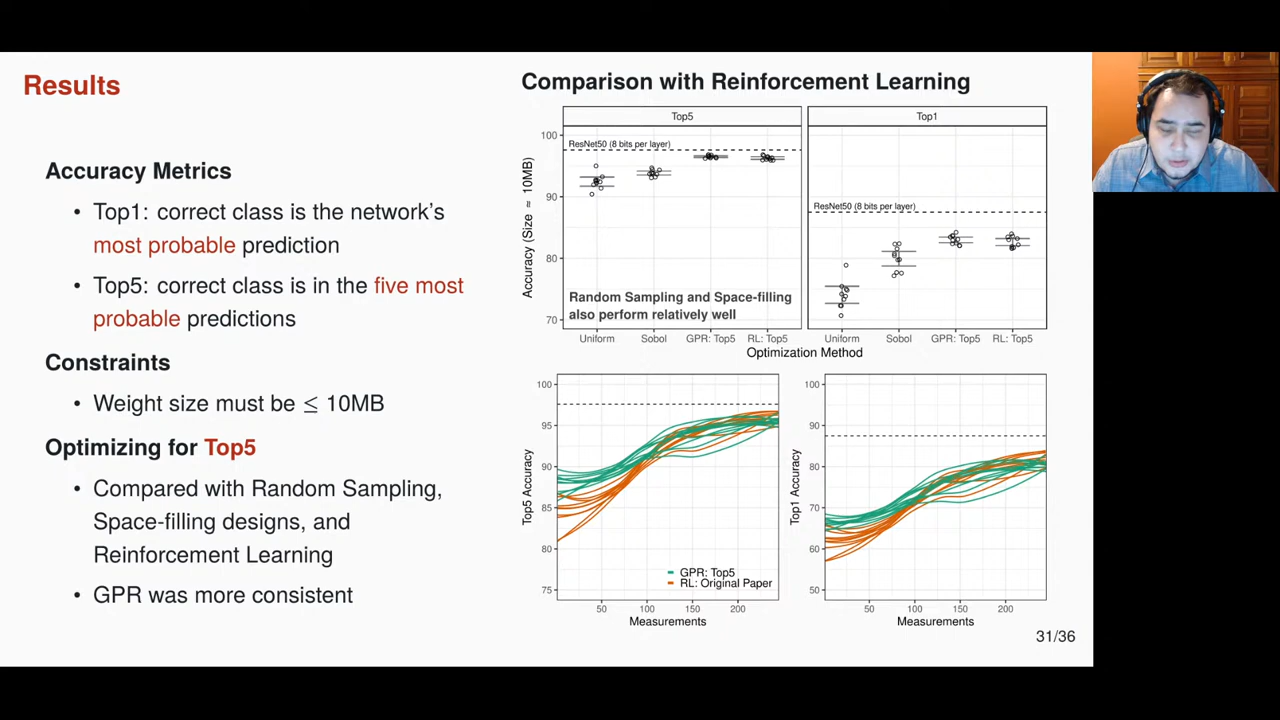 Results
Accuracy Metrics
• Top1: correct class is the network's
most probable prediction
• Top5: correct class is in the five most
probable predictions
Constraints
• Weight size must be ≤ 10MB
Optimizing for Top5
• Compared with Random Sampling,
Space-filling designs, and
Reinforcement Learning
• GPR was more consistent
Comparison with Reinforcement Learning
Top5
Top1
100
90
80
70
Accuracy (Size ≈ 10MB)
ResNet50 (8 bits per layer)
ResNet50 (8 bits per layer)
Random Sampling and Space-filling
also perform relatively well
Uniform Sobol GPR: Top5 RL: Top5
Uniform Sobol GPR: Top5 RL: Top5
Optimization Method
100
95
90
85
80
75
Top5 Accuracy
GPR: Top5
RL: Original Paper
50 100 150 200
Measurements
100
90
80
70
60
50
Top1 Accuracy
50 100 150 200
Measurements
31/36